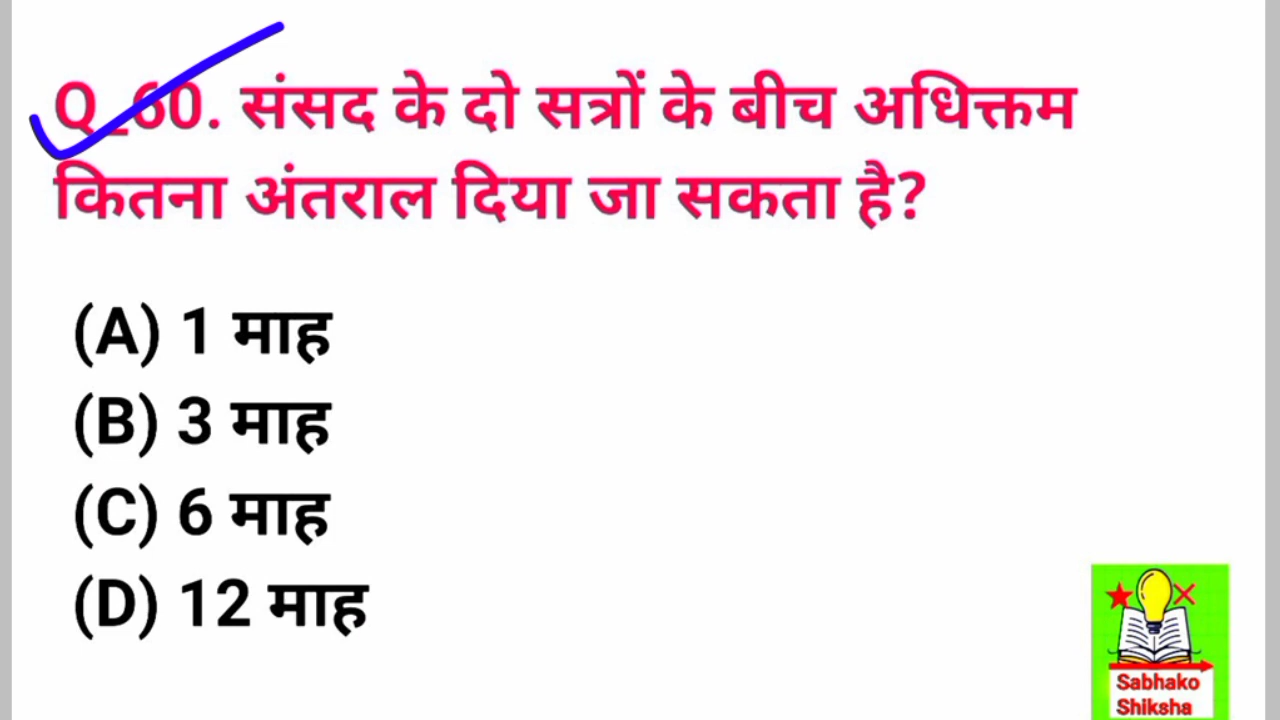 Q_60. संसद के दो सत्रों के बीच अधिक्तम
कितना अंतराल दिया जा सकता है?
(A) 1 माह
(B) 3 माह
(C) 6 माह
(D) 12 माह
Sabhako
Shiksha